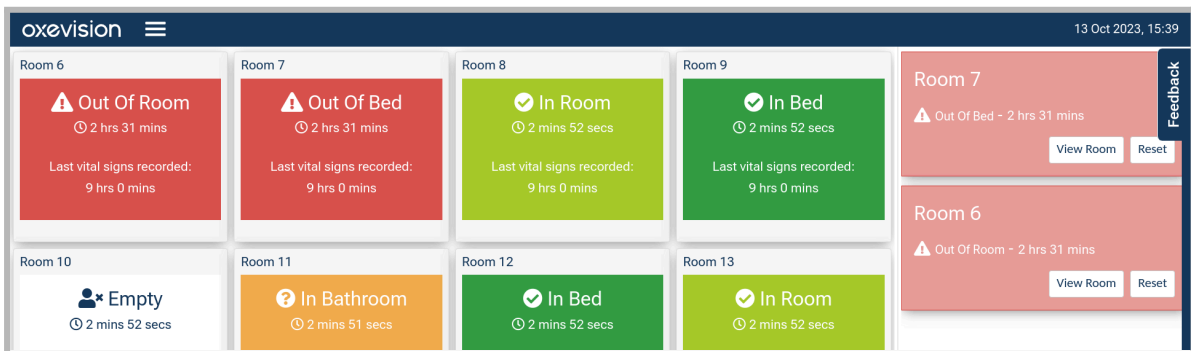 oxevision
13 Oct 2023, 15:39
Room 6
Out Of Room
2 hrs 31 mins
Last vital signs recorded:
9 hrs 0 mins
Room 7
Out Of Bed
2 hrs 31 mins
Last vital signs recorded:
9 hrs 0 mins
Room 8
In Room
2 mins 52 secs
Last vital signs recorded:
9 hrs 0 mins
Room 9
In Bed
2 mins 52 secs
Last vital signs recorded:
9 hrs 0 mins
Room 10
Empty
2 mins 52 secs
Room 11
In Bathroom
2 mins 51 secs
Room 12
In Bed
2 mins 52 secs
Room 13
In Room
2 mins 52 secs
Room 7
Out Of Bed - 2 hrs 31 mins
View Room Reset
Room 6
Out Of Room - 2 hrs 31 mins
View Room Reset
Feedback